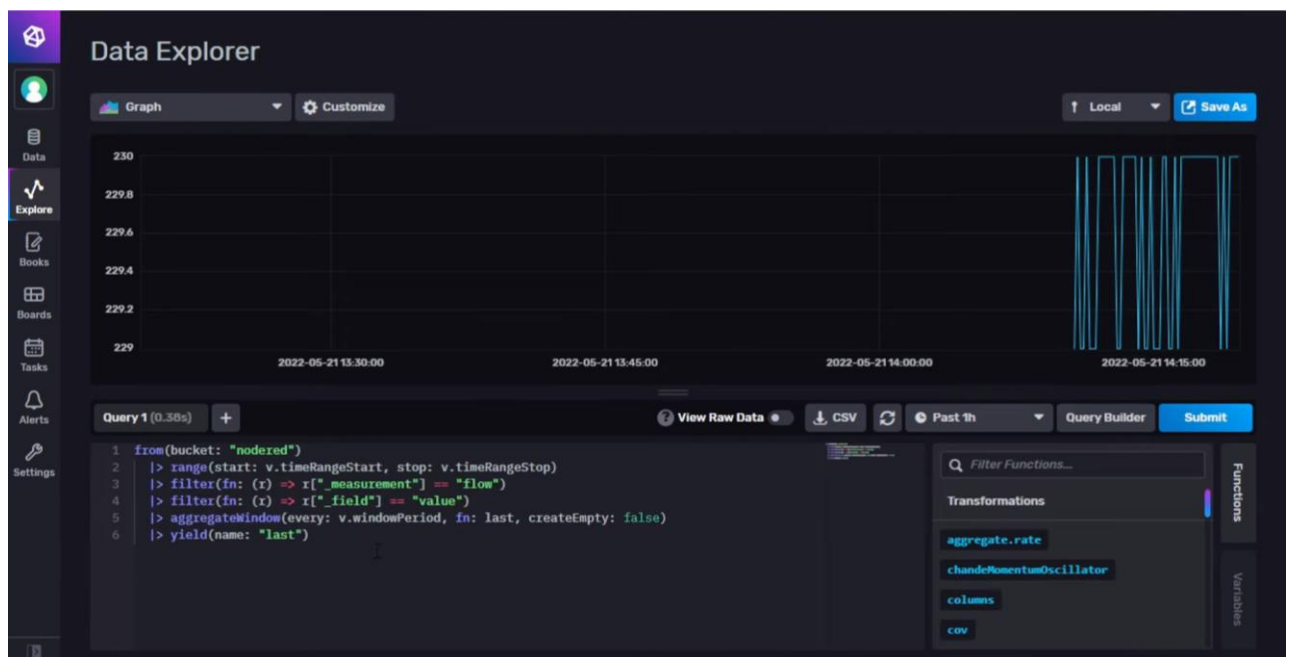 Data Explorer
Graph
Customize
Local
Save As
Data
Explore
Books
Boards
Tasks
Alerts
Settings
230
229.8
229.6
229.4
229.2
229
2022-05-21 13:30:00
2022-05-21 13:45:00
2022-05-21 14:00:00
2022-05-21 14:15:00
Query 1 (0.38s)
+
? View Raw Data
CSV
Past 1h
Query Builder
Submit
1 from(bucket: "nodered")
2 |> range(start: v.timeRangeStart, stop: v.timeRangeStop)
3 |> filter(fn: (r) => r["_measurement"] == "flow")
4 |> filter(fn: (r) => r["_field"] == "value")
5 |> aggregateWindow(every: v.windowPeriod, fn: last, createEmpty: false)
6 |> yield(name: "last")
Filter Functions...
Transformations
aggregate.rate
chandeMomentumOscillator
columns
cov
Functions
Variables